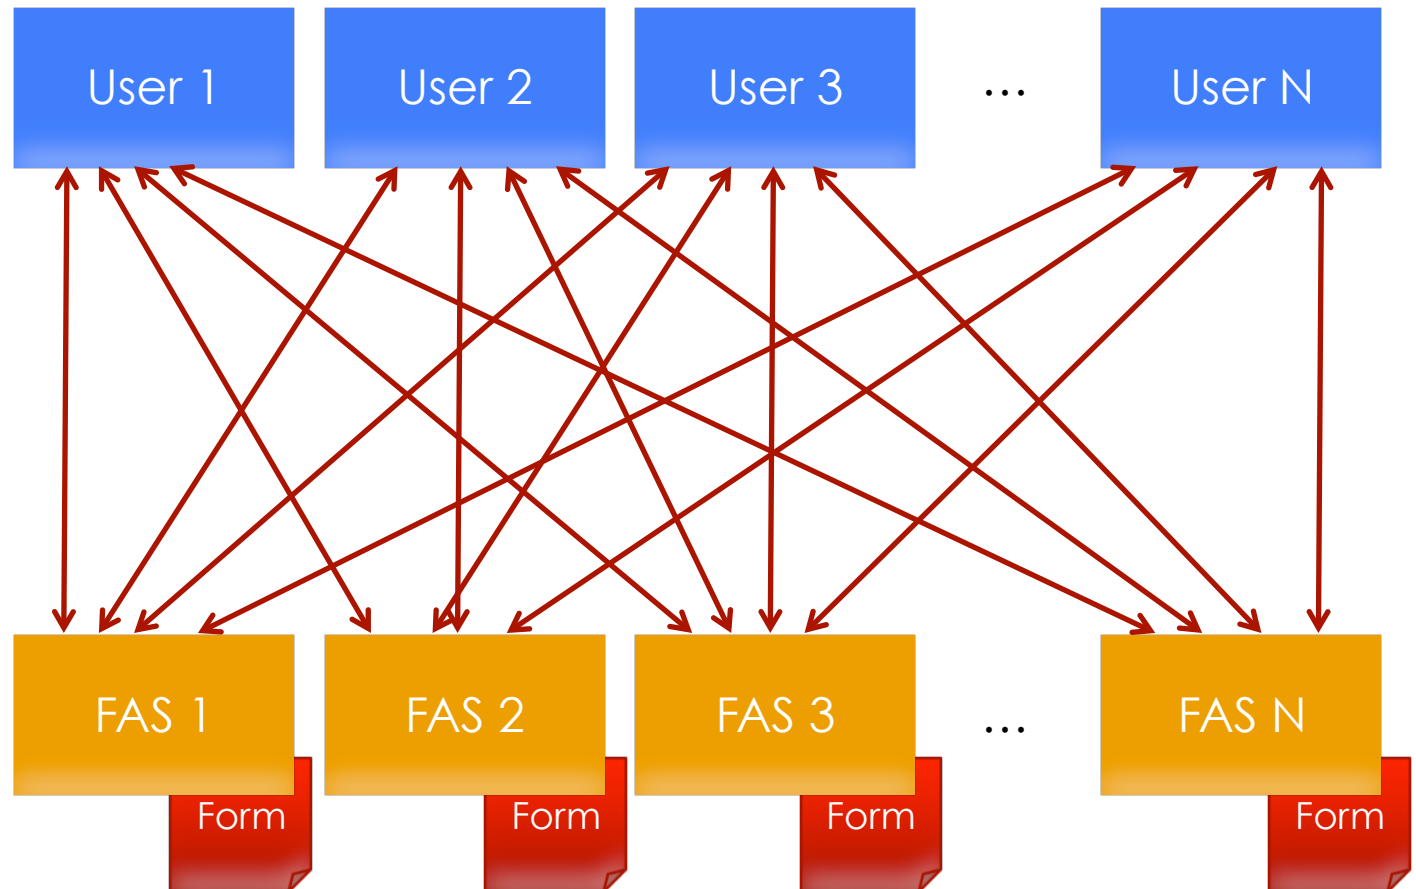 User 1
User 2
User 3
...
User N
FAS 1
FAS 2
FAS 3
...
FAS N
Form
Form
Form
Form